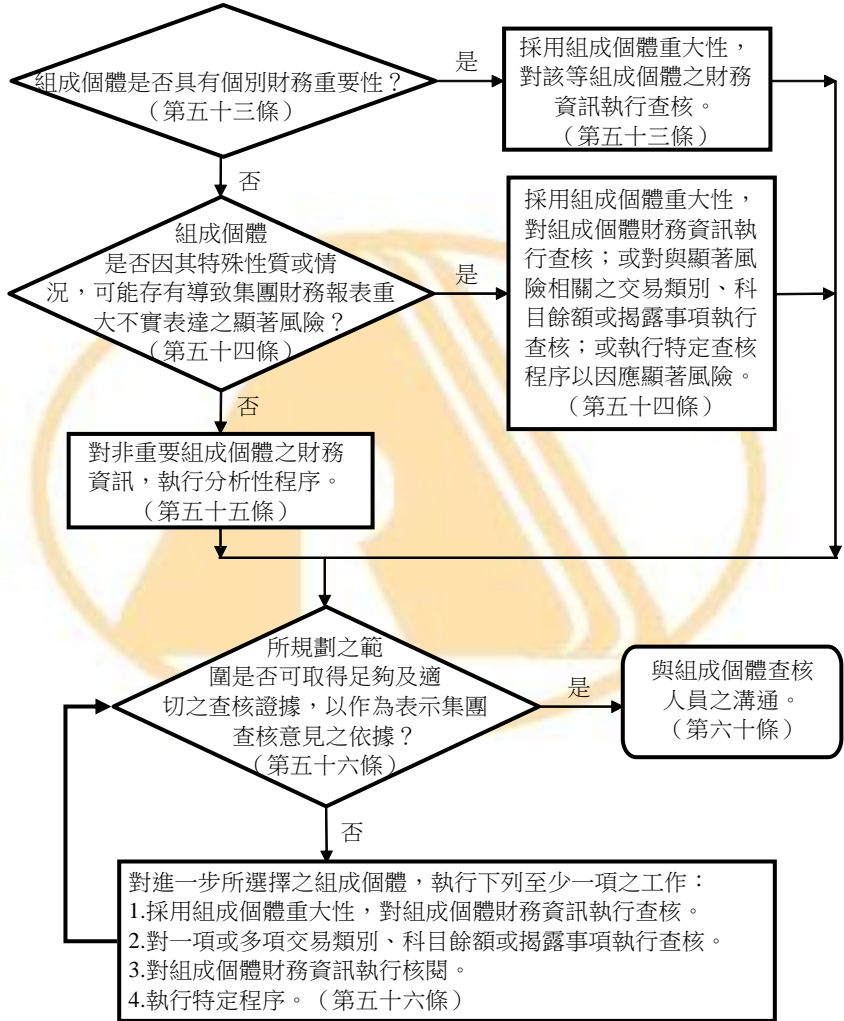 組成個體是否具有個別財務重要性？
（第五十三條）
是
採用組成個體重大性，
對該等組成個體之財務
資訊執行查核。
（第五十三條）
否
組成個體
是否因其特殊性質或情
況，可能存有導致集團財務報表重
大不實表達之顯著風險？
（第五十四條）
是
採用組成個體重大性，
對組成個體財務資訊執
行查核；或對與顯著風
險相關之交易類別、科
目餘額或揭露事項執行
查核；或執行特定查核
程序以因應顯著風險。
（第五十四條）
否
對非重要組成個體之財務
資訊，執行分析性程序。
（第五十五條）
所規劃之範
圍是否可取得足夠及適
切之查核證據，以作為表示集團
查核意見之依據？
（第五十六條）
是
與組成個體查核
人員之溝通。
（第六十條）
否
對進一步所選擇之組成個體，執行下列至少一項之工作：
1.採用組成個體重大性，對組成個體財務資訊執行查核。
2.對一項或多項交易類別、科目餘額或揭露事項執行查核。
3.對組成個體財務資訊執行核閱。
4.執行特定程序。（第五十六條）